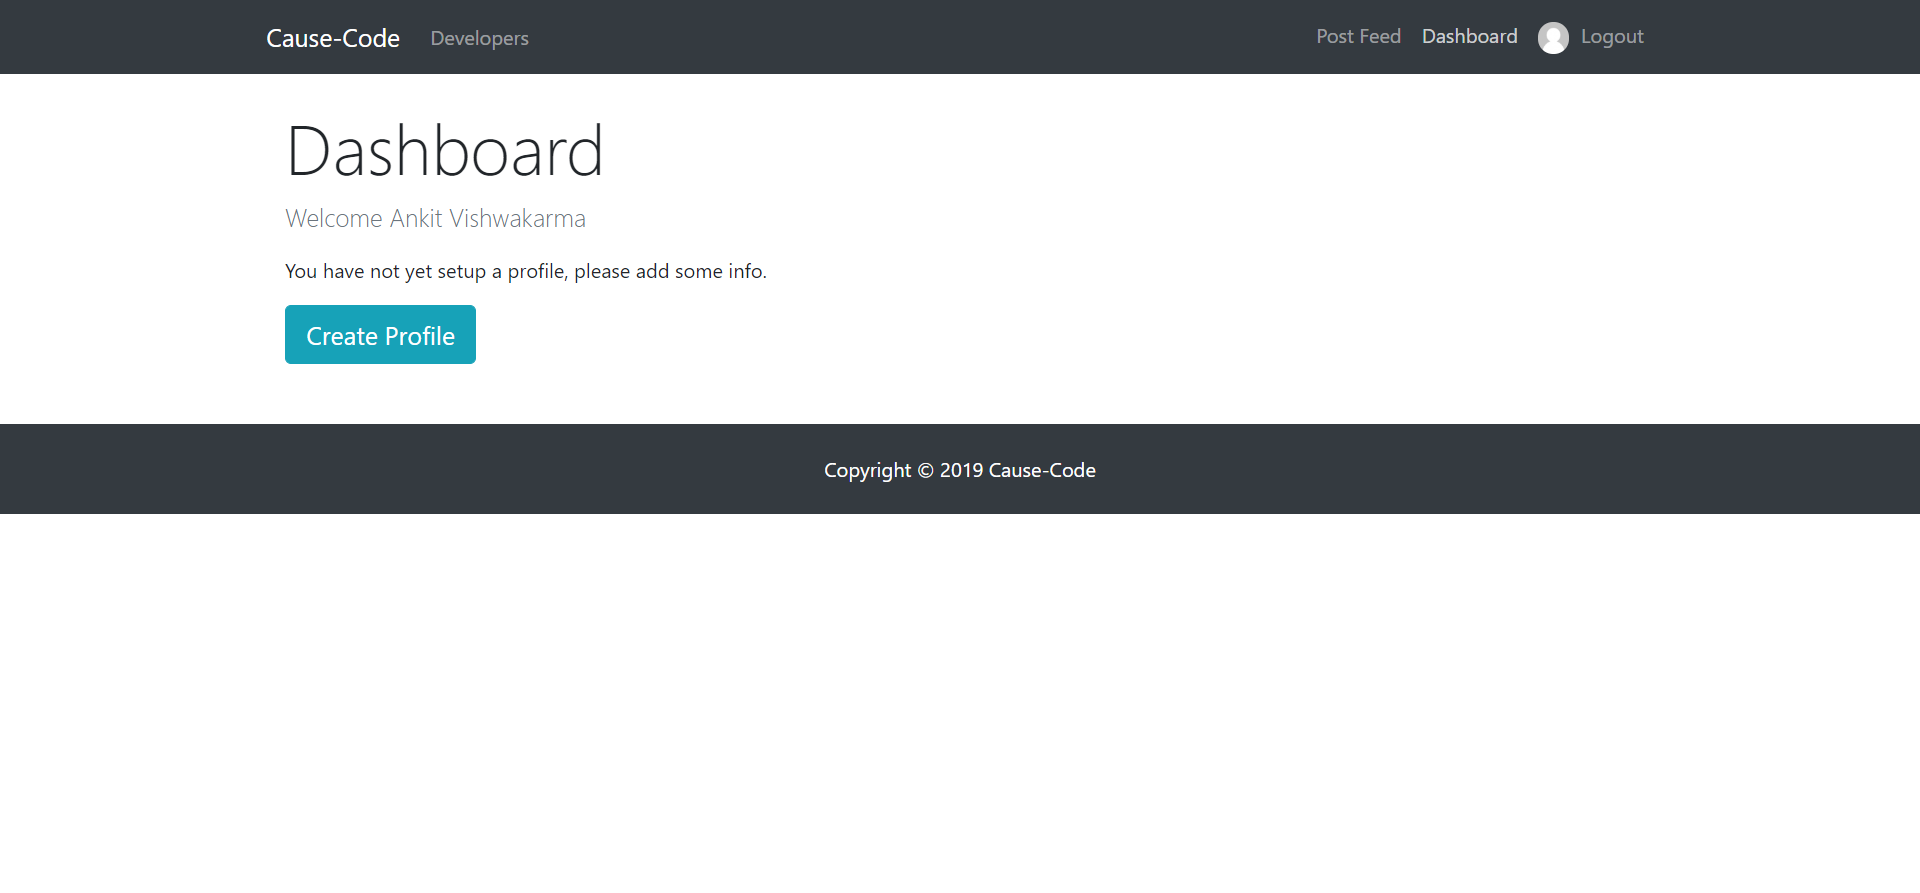 Cause-Code Developers Post Feed Dashboard Logout
Dashboard
Welcome Ankit Vishwakarma
You have not yet setup a profile, please add some info.
Create Profile
Copyright © 2019 Cause-Code